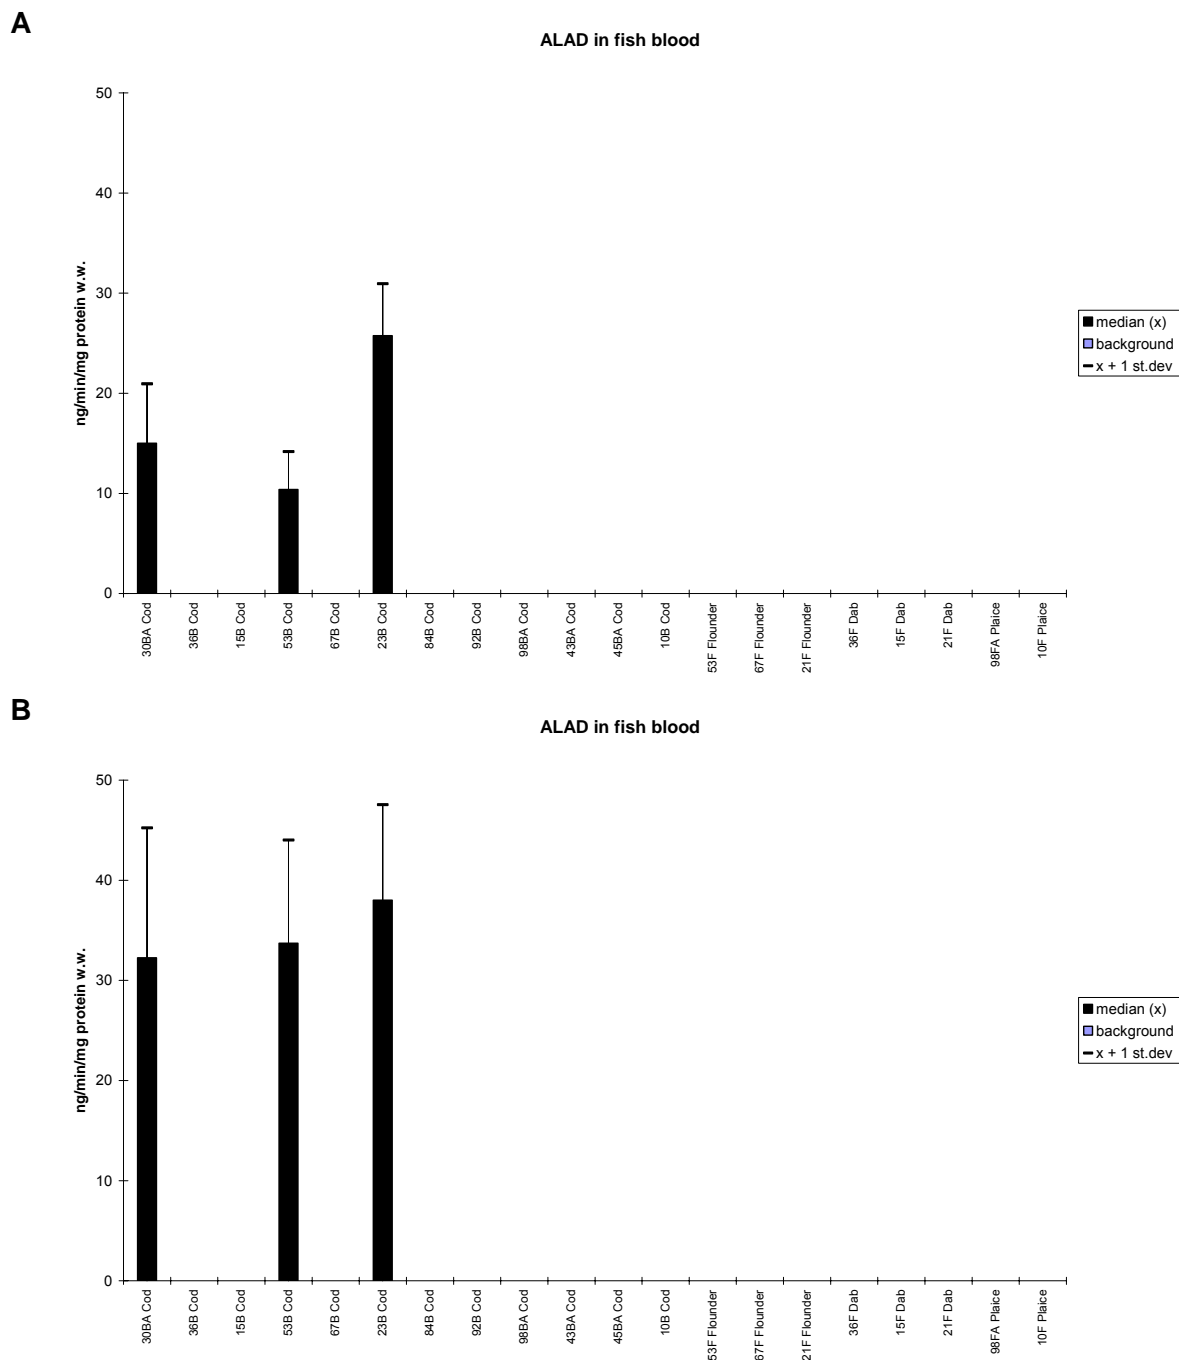 A
ALAD in fish blood
50
40
30
20
10
0
ng/min/mg protein w.w.
median (x)
background
x + 1 st.dev
30BA Cod
36B Cod
15B Cod
53B Cod
67B Cod
23B Cod
84B Cod
92B Cod
98BA Cod
43BA Cod
45BA Cod
10B Cod
53F Flounder
67F Flounder
21F Flounder
36F Dab
15F Dab
21F Dab
98FA Plaice
10F Plaice
B
ALAD in fish blood
50
40
30
20
10
0
ng/min/mg protein w.w.
median (x)
background
x + 1 st.dev
30BA Cod
36B Cod
15B Cod
53B Cod
67B Cod
23B Cod
84B Cod
92B Cod
98BA Cod
43BA Cod
45BA Cod
10B Cod
53F Flounder
67F Flounder
21F Flounder
36F Dab
15F Dab
21F Dab
98FA Plaice
10F Plaice